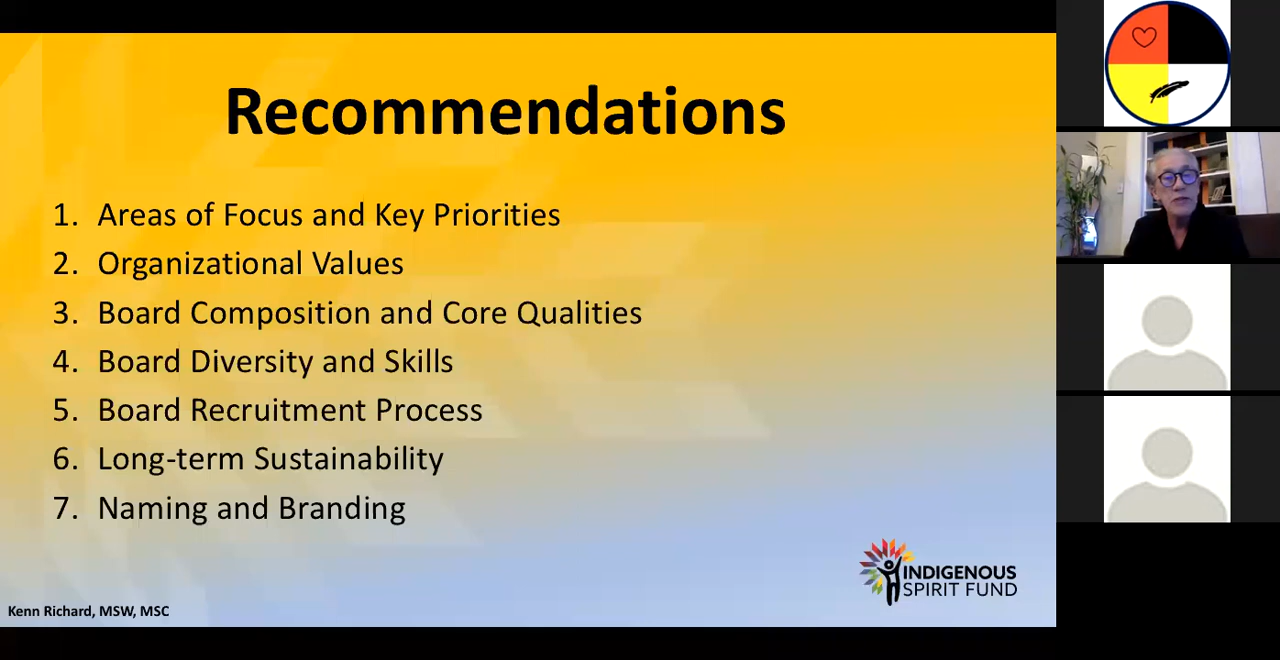 Recommendations
1. Areas of Focus and Key Priorities
2. Organizational Values
3. Board Composition and Core Qualities
4. Board Diversity and Skills
5. Board Recruitment Process
6. Long-term Sustainability
7. Naming and Branding
INDIGENOUS
SPIRIT FUND
Kenn Richard, MSW, MSC